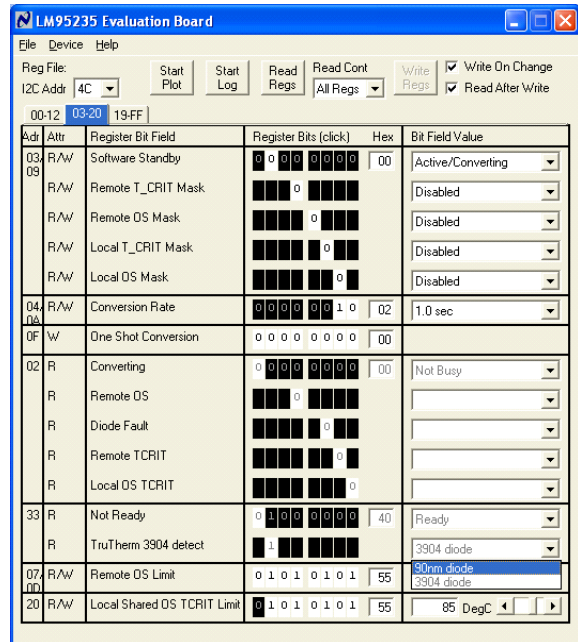 LM95235 Evaluation Board
File Device Help
Reg File:
I2C Addr 4C
Start Plot
Start Log
Read Regs
Read Cont
All Regs
Write Regs
Write On Change
Read After Write
00-12 03-20 19-FF
Adr Attr Register Bit Field Register Bits (click) Hex Bit Field Value
03/09 R/W Software Standby 0 0 0 0 0 0 0 0 00 Active/Converting
R/W Remote T_CRIT Mask 0 Disabled
R/W Remote OS Mask 0 Disabled
R/W Local T_CRIT Mask 0 Disabled
R/W Local OS Mask 0 Disabled
04/0A R/W Conversion Rate 0 0 0 0 0 0 1 0 02 1.0 sec
0F W One Shot Conversion 0 0 0 0 0 0 0 0 00
02 R Converting 0 0 0 0 0 0 0 0 00 Not Busy
R Remote OS 0
R Diode Fault 0
R Remote TCRIT 0
R Local OS TCRIT 0
33 R Not Ready 0 1 0 0 0 0 0 0 40 Ready
R TruTherm 3904 detect 1 3904 diode
90nm diode
3904 diode
07/0D R/W Remote OS Limit 0 1 0 1 0 1 0 1 55
20 R/W Local Shared OS TCRIT Limit 0 1 0 1 0 1 0 1 55 85 DegC